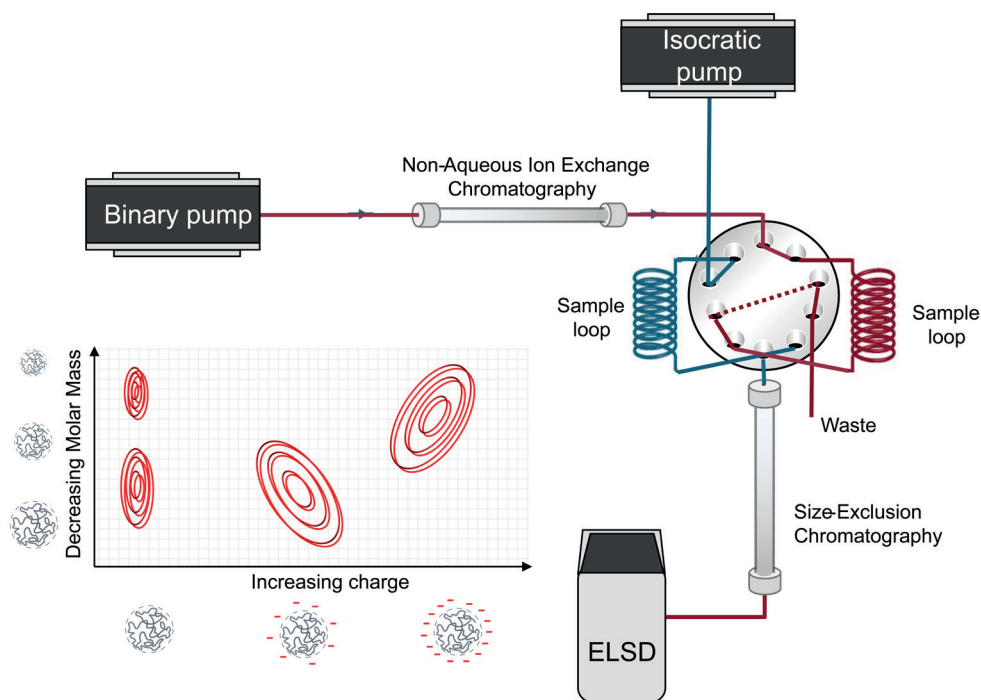 Isocratic
pump
Non-Aqueous Ion Exchange
Chromatography
Binary pump
Sample
loop
Sample
loop
Waste
Decreasing Molar Mass
Increasing charge
Size-Exclusion
Chromatography
ELSD